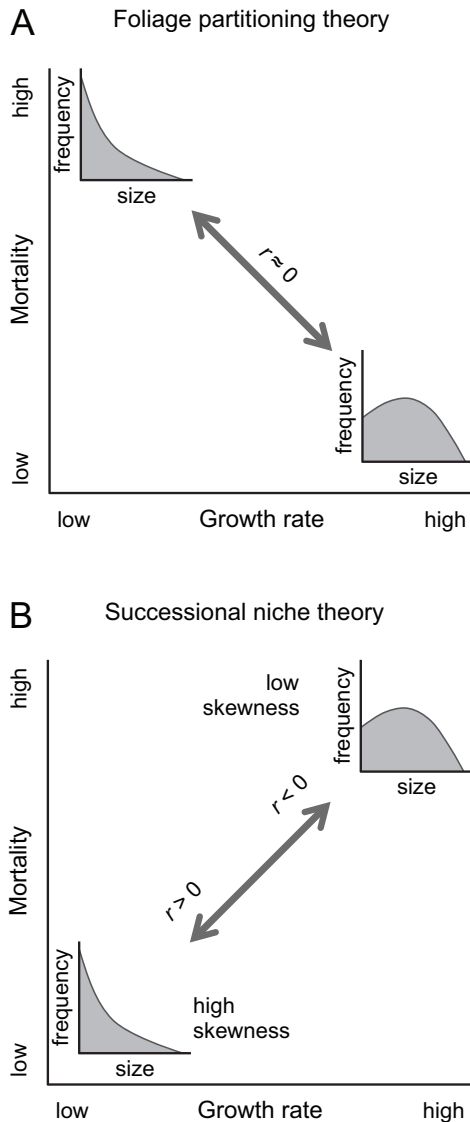 A
Foliage partitioning theory
high
Mortality
low
frequency
size
r ≈ 0
frequency
size
low
Growth rate
high
B
Successional niche theory
high
Mortality
low
low
skewness
frequency
size
r < 0
r > 0
frequency
size
high
skewness
low
Growth rate
high